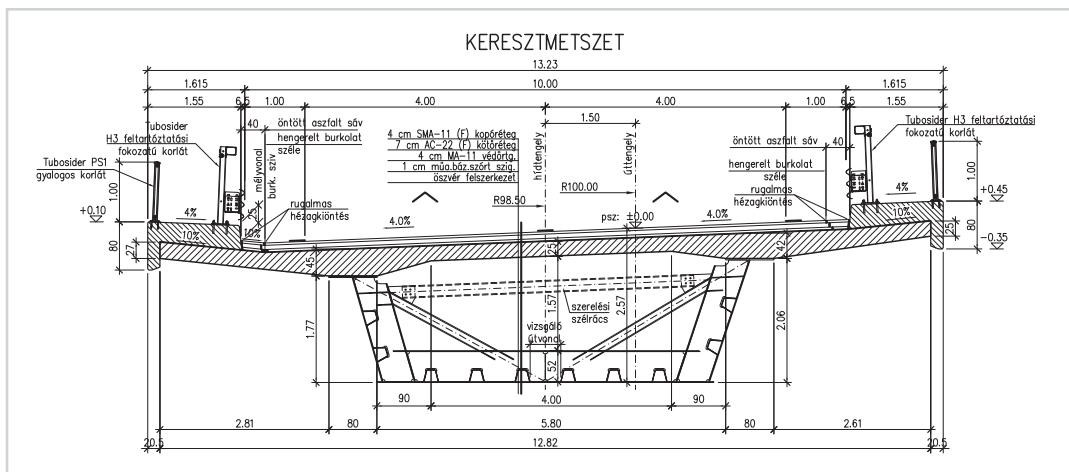 KERESZTMETSZET
13.23
1.615
10.00
1.615
1.55
6.5
1.00
4.00
4.00
1.00
6.5
1.55
40
1.50
40
Tubosider
H3 feltartóztatási
fokozatú korlát
Tubosider PS1
gyalogos korlát
mélyvonal
burk. sziv
öntött aszfalt sáv
hengerelt burkolat
széle
4 cm SMA-11 (F) kopóréteg
7 cm AC-22 (F) kötőréteg
4 cm MA-11 védőrtg.
1 cm műa.báz.szórt szig.
öszvér felszerkezet
hídtengely
úttengely
öntött aszfalt sáv
hengerelt burkolat
széle
rugalmas
hézagkiöntés
Tubosider H3 feltartóztatási
fokozatú korlát
1.00
+0.10
4%
25
10%
10%
rugalmas
hézagkiöntés
4.0%
R100.00
R98.50
psz: ±0.00
4.0%
4%
10%
1.00
+0.45
80
-0.35
25
80
27
45
25
42
1.77
1.57
2.57
2.06
szerelési
szélrács
vizsgáló
útvonal
52
90
4.00
90
2.81
80
5.80
80
2.61
20.5
12.82
20.5